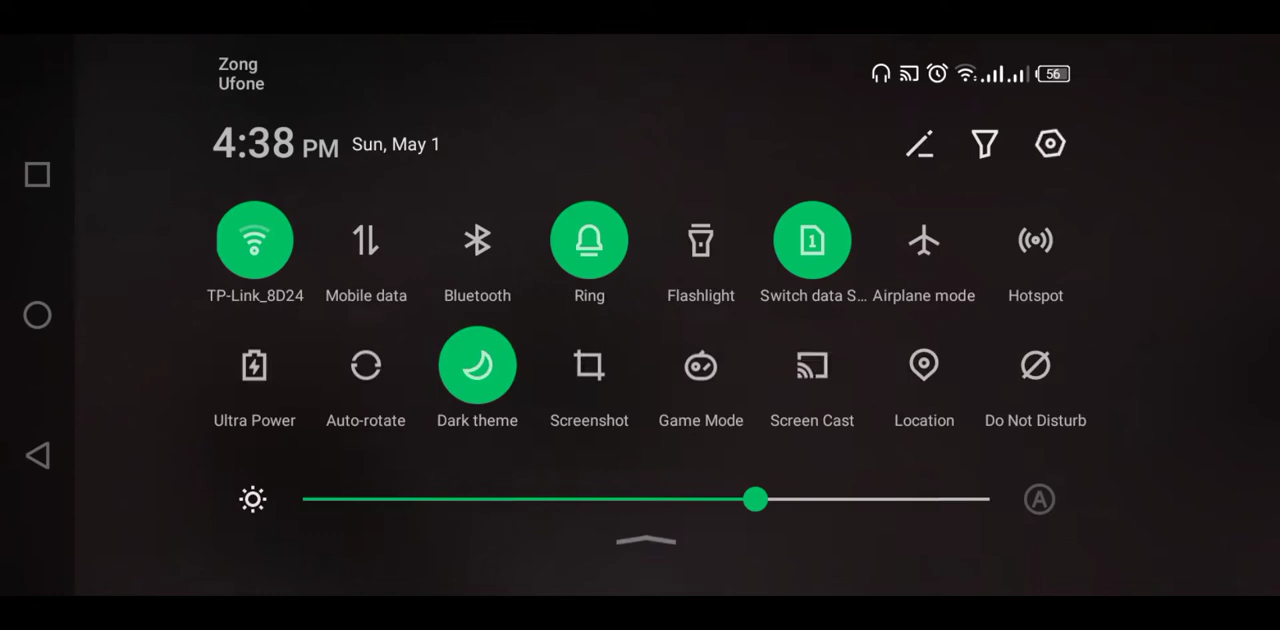 Zong
Ufone
56
4:38 PM Sun, May 1
1
TP-Link_8D24 Mobile data Bluetooth Ring Flashlight Switch data S... Airplane mode Hotspot
Ultra Power Auto-rotate Dark theme Screenshot Game Mode Screen Cast Location Do Not Disturb
A